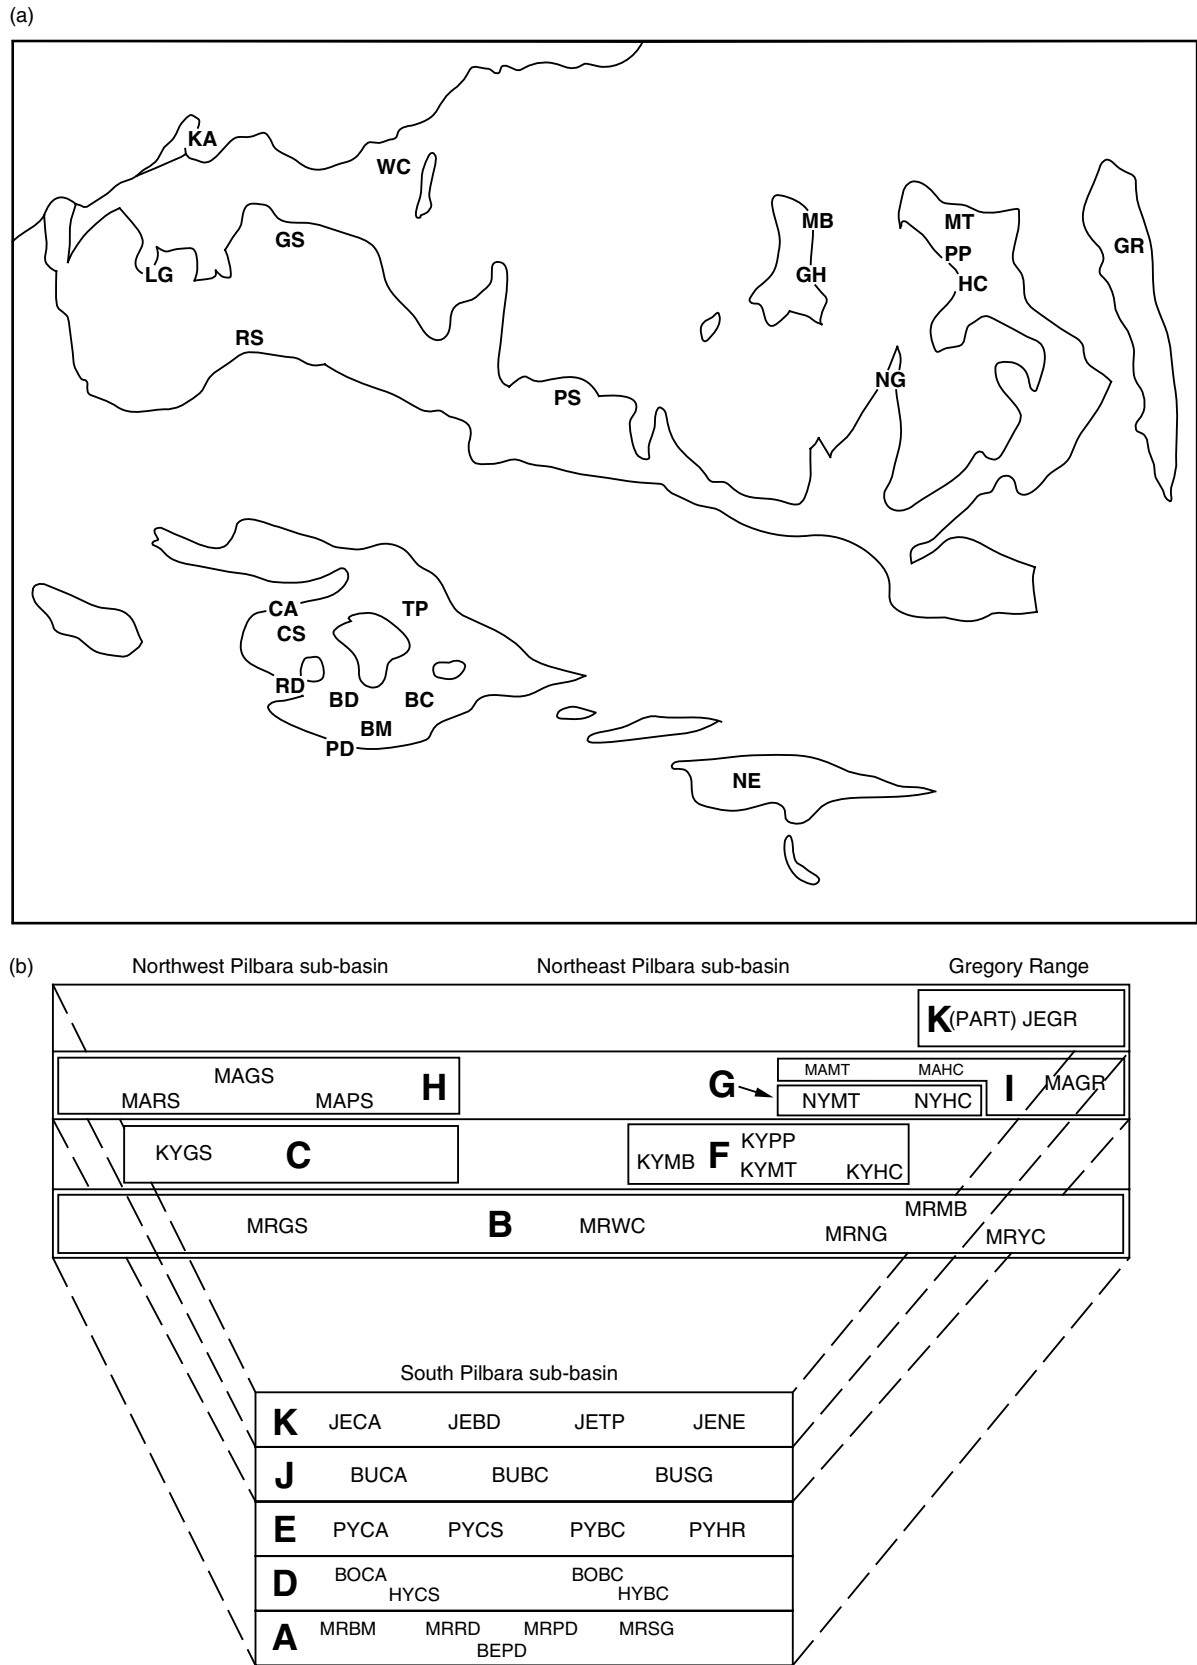 (a)
KA
WC
MB
MT
GS
GR
PP
LG
GH
HC
RS
NG
PS
CA
TP
CS
RD
BD
BC
BM
PD
NE
(b)
Northwest Pilbara sub-basin
Northeast Pilbara sub-basin
Gregory Range
K (PART) JEGR
MAGS
MARS
MAPS
H
G
MAMT
MAHC
NYMT
NYHC
I
MAGR
KYGS
C
KYMB
F
KYPP
KYMT
KYHC
MRGS
B
MRWC
MRNG
MRMB
MRYC
South Pilbara sub-basin
K JECA JEBD JETP JENE
J BUCA BUBC BUSG
E PYCA PYCS PYBC PYHR
D BOCA HYCS BOBC HYBC
A MRBM MRRD MRPD MRSG
BEPD